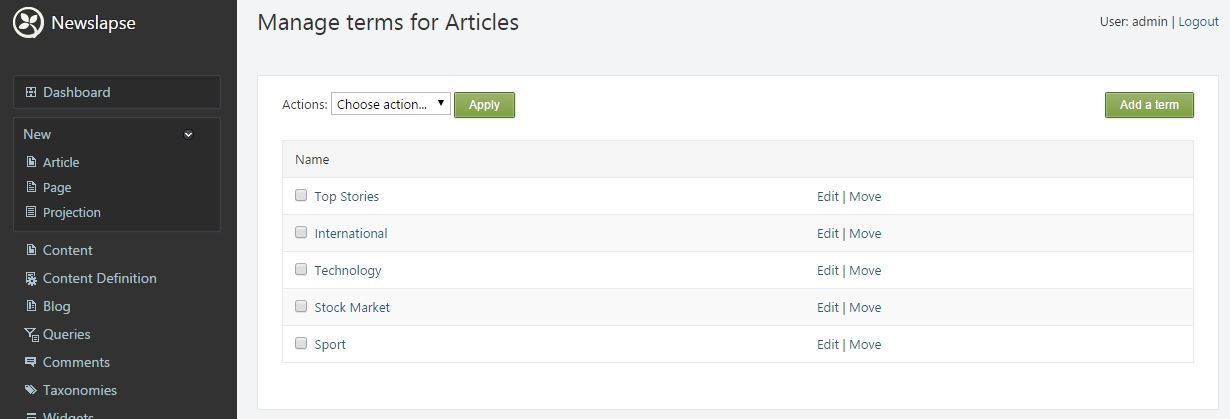 Newslapse
Manage terms for Articles
User: admin | Logout
Dashboard
New
Article
Page
Projection
Content
Content Definition
Blog
Queries
Comments
Taxonomies
Widgets
Actions: Choose action... Apply
Add a term
Name
Top Stories Edit | Move
International Edit | Move
Technology Edit | Move
Stock Market Edit | Move
Sport Edit | Move